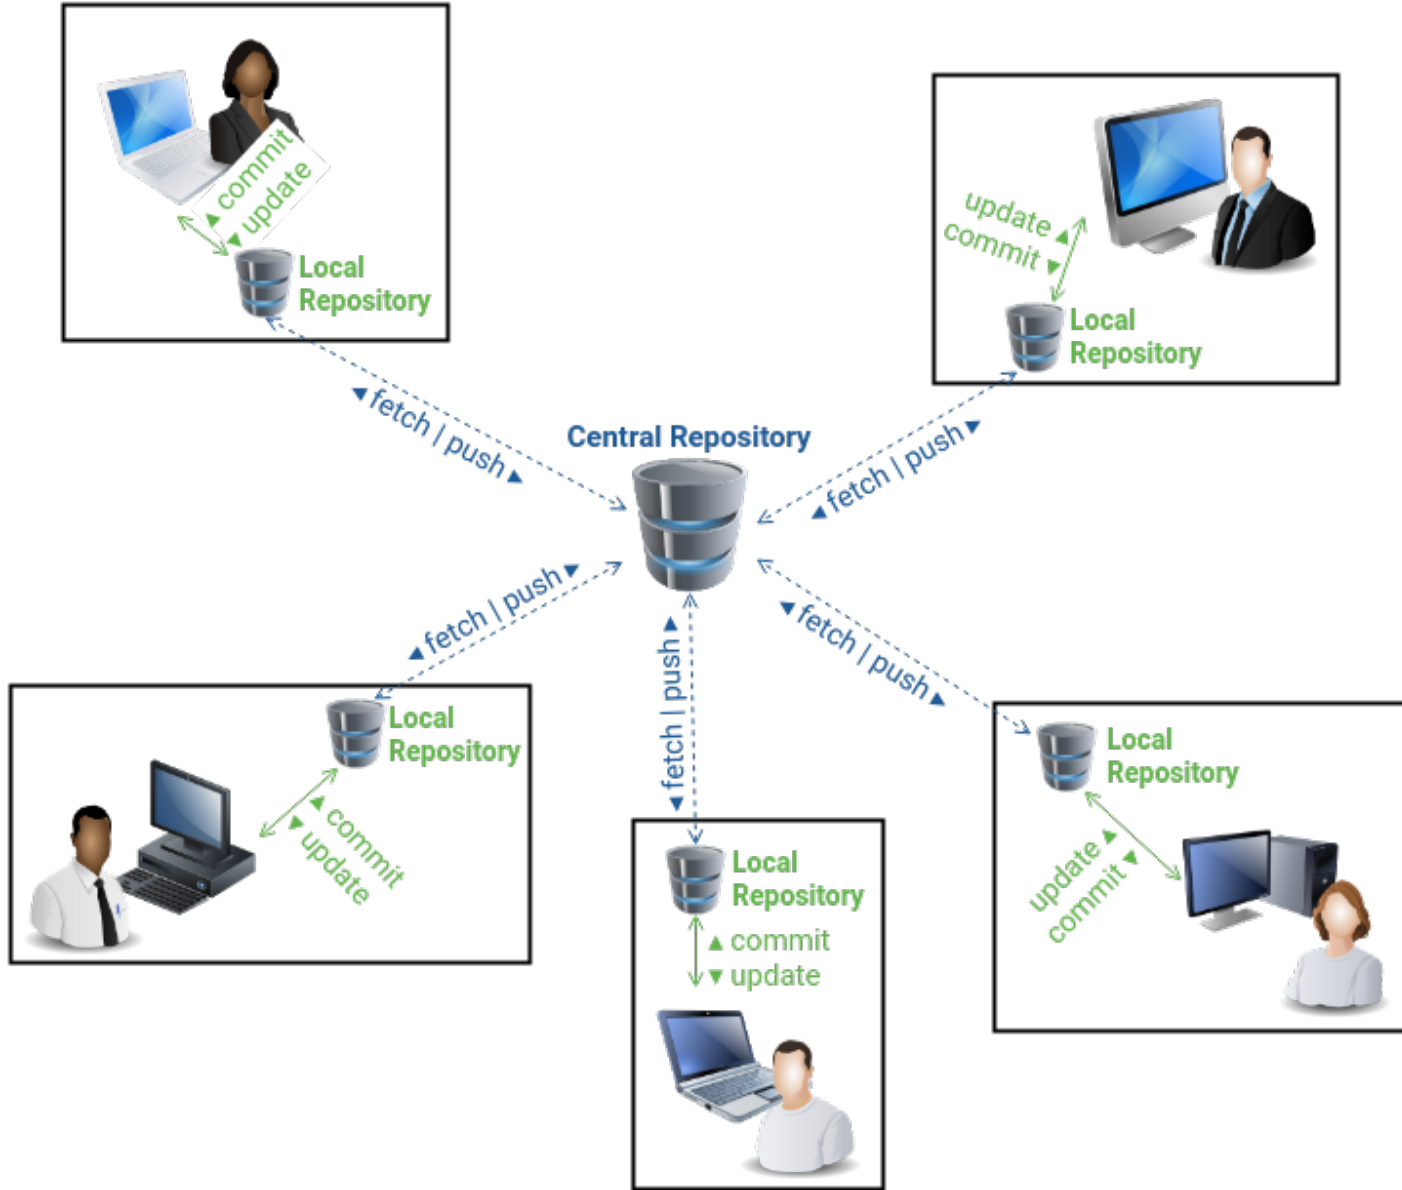 ▲ commit
▼ update
Local
Repository
update ▲
commit ▼
Local
Repository
◄ fetch | push ►
◄ fetch | push ►
Central Repository
◄ fetch | push ►
◄ fetch | push ►
◄ fetch | push ►
Local
Repository
▲ commit
▼ update
Local
Repository
▲ commit
▼ update
Local
Repository
update ▲
commit ▼